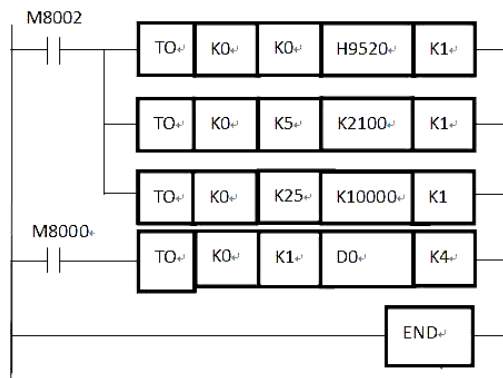 M8002
TO K0 K0 H9520 K1
TO K0 K5 K2100 K1
TO K0 K25 K10000 K1
M8000
TO K0 K1 D0 K4
END